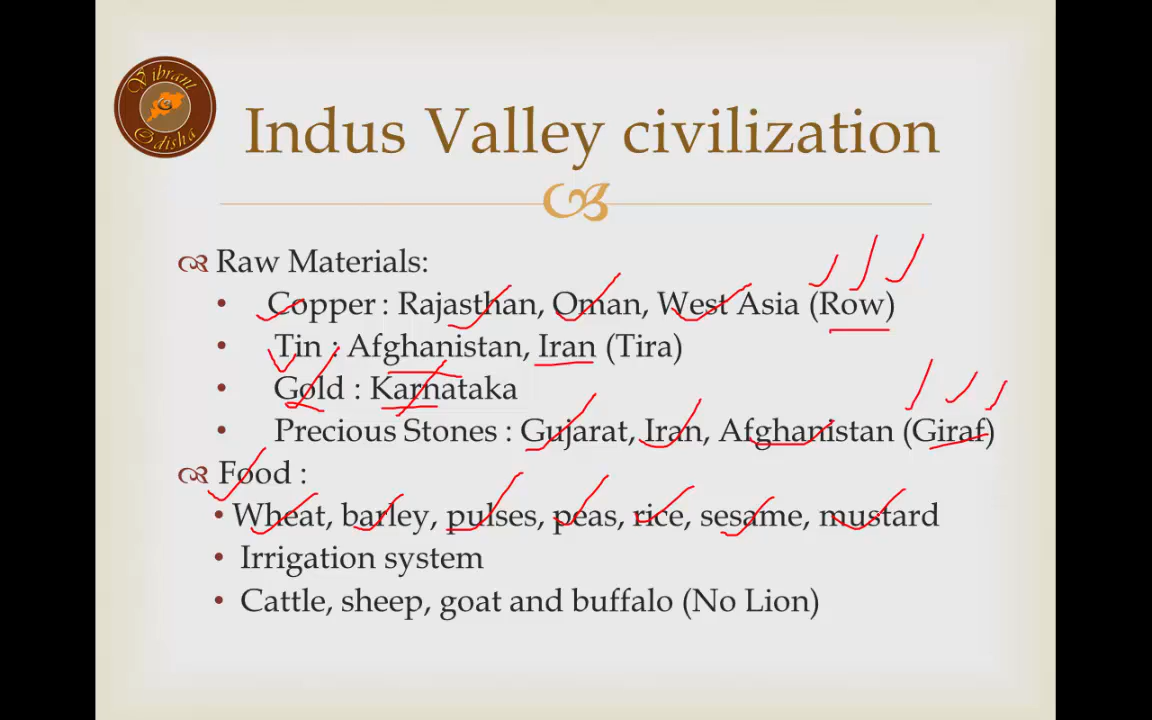 Vibrant
Odisha
Indus Valley civilization
Raw Materials:
• Copper : Rajasthan, Oman, West Asia (Row)
• Tin : Afghanistan, Iran (Tira)
• Gold : Karnataka
• Precious Stones : Gujarat, Iran, Afghanistan (Giraf)
Food :
• Wheat, barley, pulses, peas, rice, sesame, mustard
• Irrigation system
• Cattle, sheep, goat and buffalo (No Lion)